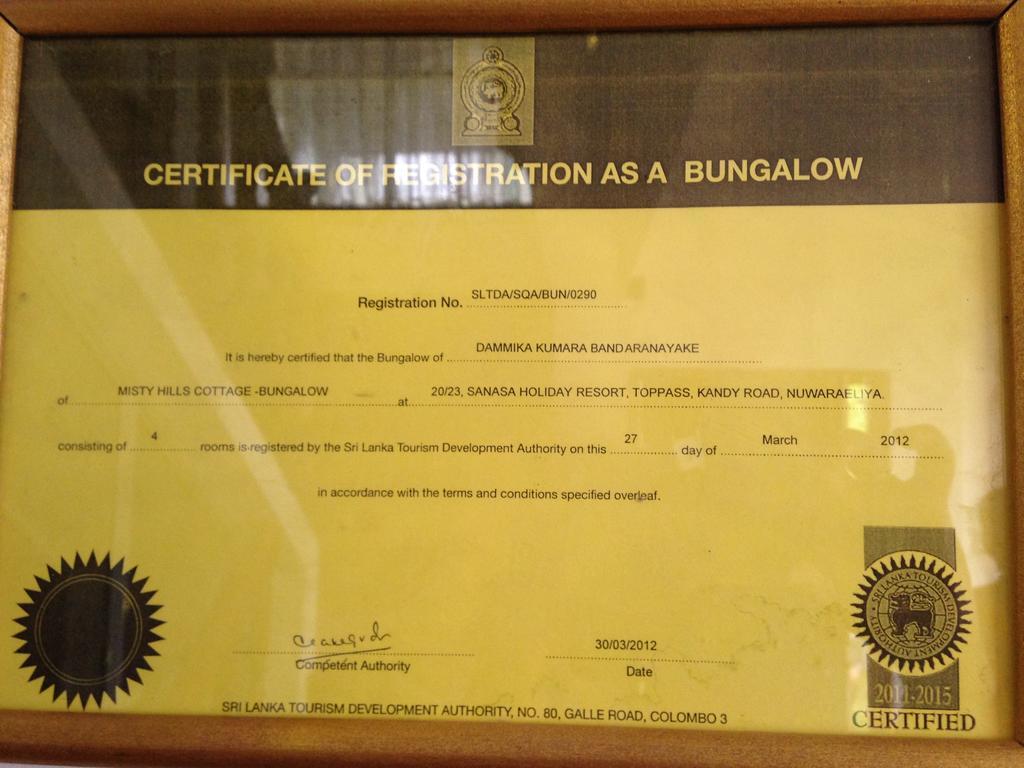 CERTIFICATE OF REGISTRATION AS A BUNGALOW
Registration No. SLTDA/SQA/BUN/0290
It is hereby certified that the Bungalow of DAMMIKA KUMARA BANDARANAYAKE
of MISTY HILLS COTTAGE -BUNGALOW at 20/23, SANASA HOLIDAY RESORT, TOPPASS, KANDY ROAD, NUWARAELIYA.
consisting of 4 rooms is registered by the Sri Lanka Tourism Development Authority on this 27 day of March 2012
in accordance with the terms and conditions specified overleaf.
30/03/2012
Competent Authority
Date
SRI LANKA TOURISM DEVELOPMENT AUTHORITY, NO. 80, GALLE ROAD, COLOMBO 3
SRI LANKA TOURISM DEVELOPMENT AUTHORITY
2011-2015
CERTIFIED